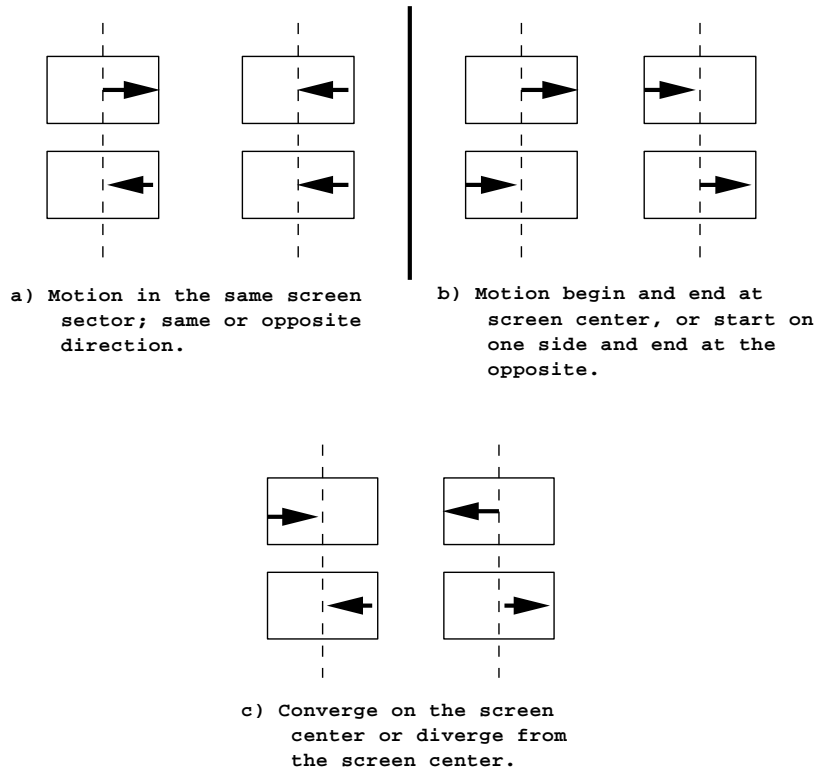 a) Motion in the same screen
sector; same or opposite
direction.
b) Motion begin and end at
screen center, or start on
one side and end at the
opposite.
c) Converge on the screen
center or diverge from
the screen center.